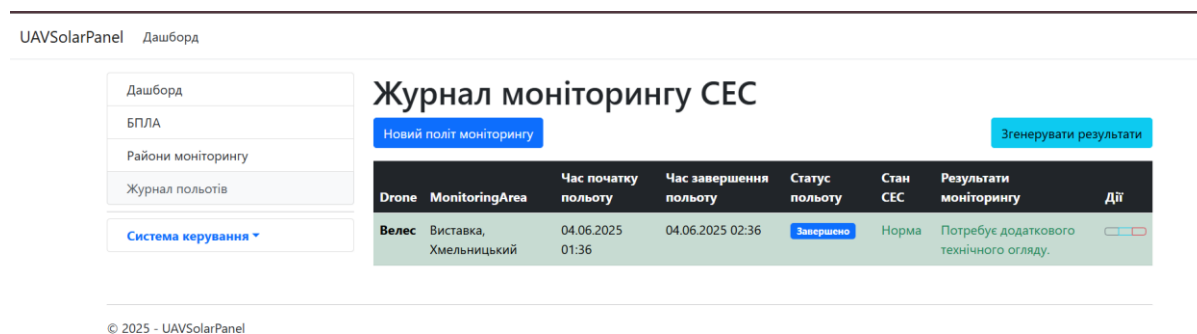 UAVSolarPanel Дашборд
Дашборд
БПЛА
Райони моніторингу
Журнал польотів
Система керування
Журнал моніторингу СЕС
Новий політ моніторингу
Згенерувати результати
Drone MonitoringArea Час початку польоту Час завершення польоту Статус польоту Стан СЕС Результати моніторингу Дії
Велес Виставка, Хмельницький 04.06.2025 01:36 04.06.2025 02:36 Завершено Норма Потребує додаткового технічного огляду.
© 2025 - UAVSolarPanel